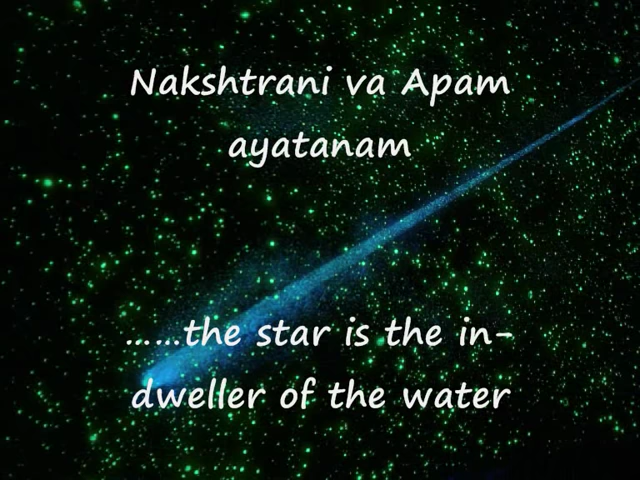 Nakshtrani va Apam
ayatanam
......the star is the in-
dweller of the water